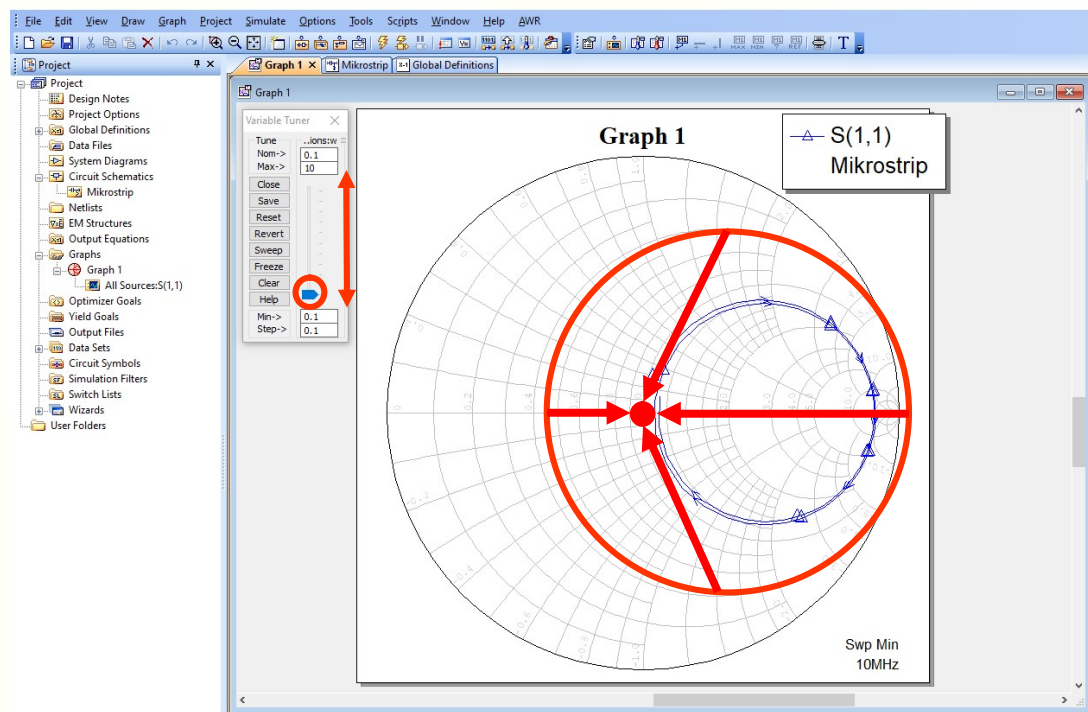 File Edit View Draw Graph Project Simulate Options Tools Scripts Window Help AWR
Project
Graph 1 Mikrostrip Global Definitions
Project
Design Notes
Project Options
Global Definitions
Data Files
System Diagrams
Circuit Schematics
Mikrostrip
Netlists
EM Structures
Output Equations
Graphs
Graph 1
All Sources:S(1,1)
Optimizer Goals
Yield Goals
Output Files
Data Sets
Circuit Symbols
Simulation Filters
Switch Lists
Wizards
User Folders
Graph 1
Variable Tuner
Tune ..ions:w
Nom-> 0.1
Max-> 10
Close
Save
Reset
Revert
Sweep
Freeze
Clear
Help
Min-> 0.1
Step-> 0.1
Graph 1
S(1,1)
Mikrostrip
Swp Min
10MHz